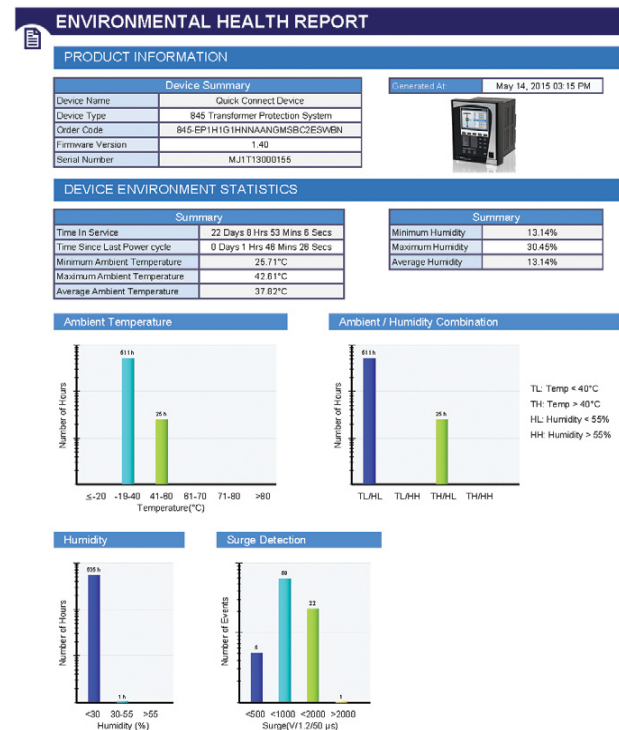 ENVIRONMENTAL HEALTH REPORT
PRODUCT INFORMATION
Device Summary
Device Name Quick Connect Device
Device Type 845 Transformer Protection System
Order Code 845-EP1H1G1HNNAANGMSBC2ESWBN
Firmware Version 1.40
Serial Number MJ1T13000155
Generated At: May 14, 2015 03:15 PM
DEVICE ENVIRONMENT STATISTICS
Summary
Time In Service 22 Days 0 Hrs 53 Mins 6 Secs
Time Since Last Power cycle 0 Days 1 Hrs 46 Mins 26 Secs
Minimum Ambient Temperature 25.71°C
Maximum Ambient Temperature 42.61°C
Average Ambient Temperature 37.82°C
Summary
Minimum Humidity 13.14%
Maximum Humidity 30.45%
Average Humidity 13.14%
Ambient Temperature
Number of Hours
511 h
25 h
≤-20 -19-40 41-60 61-70 71-80 >80
Temperature(°C)
Ambient / Humidity Combination
Number of Hours
511 h
25 h
TL/HL TL/HH TH/HL TH/HH
TL: Temp < 40°C
TH: Temp > 40°C
HL: Humidity < 55%
HH: Humidity > 55%
Humidity
Number of Hours
535 h
1 h
<30 30-55 >55
Humidity (%)
Surge Detection
Number of Events
22
1
<500 <1000 <2000 >2000
Surge(V/1.2/50 µs)